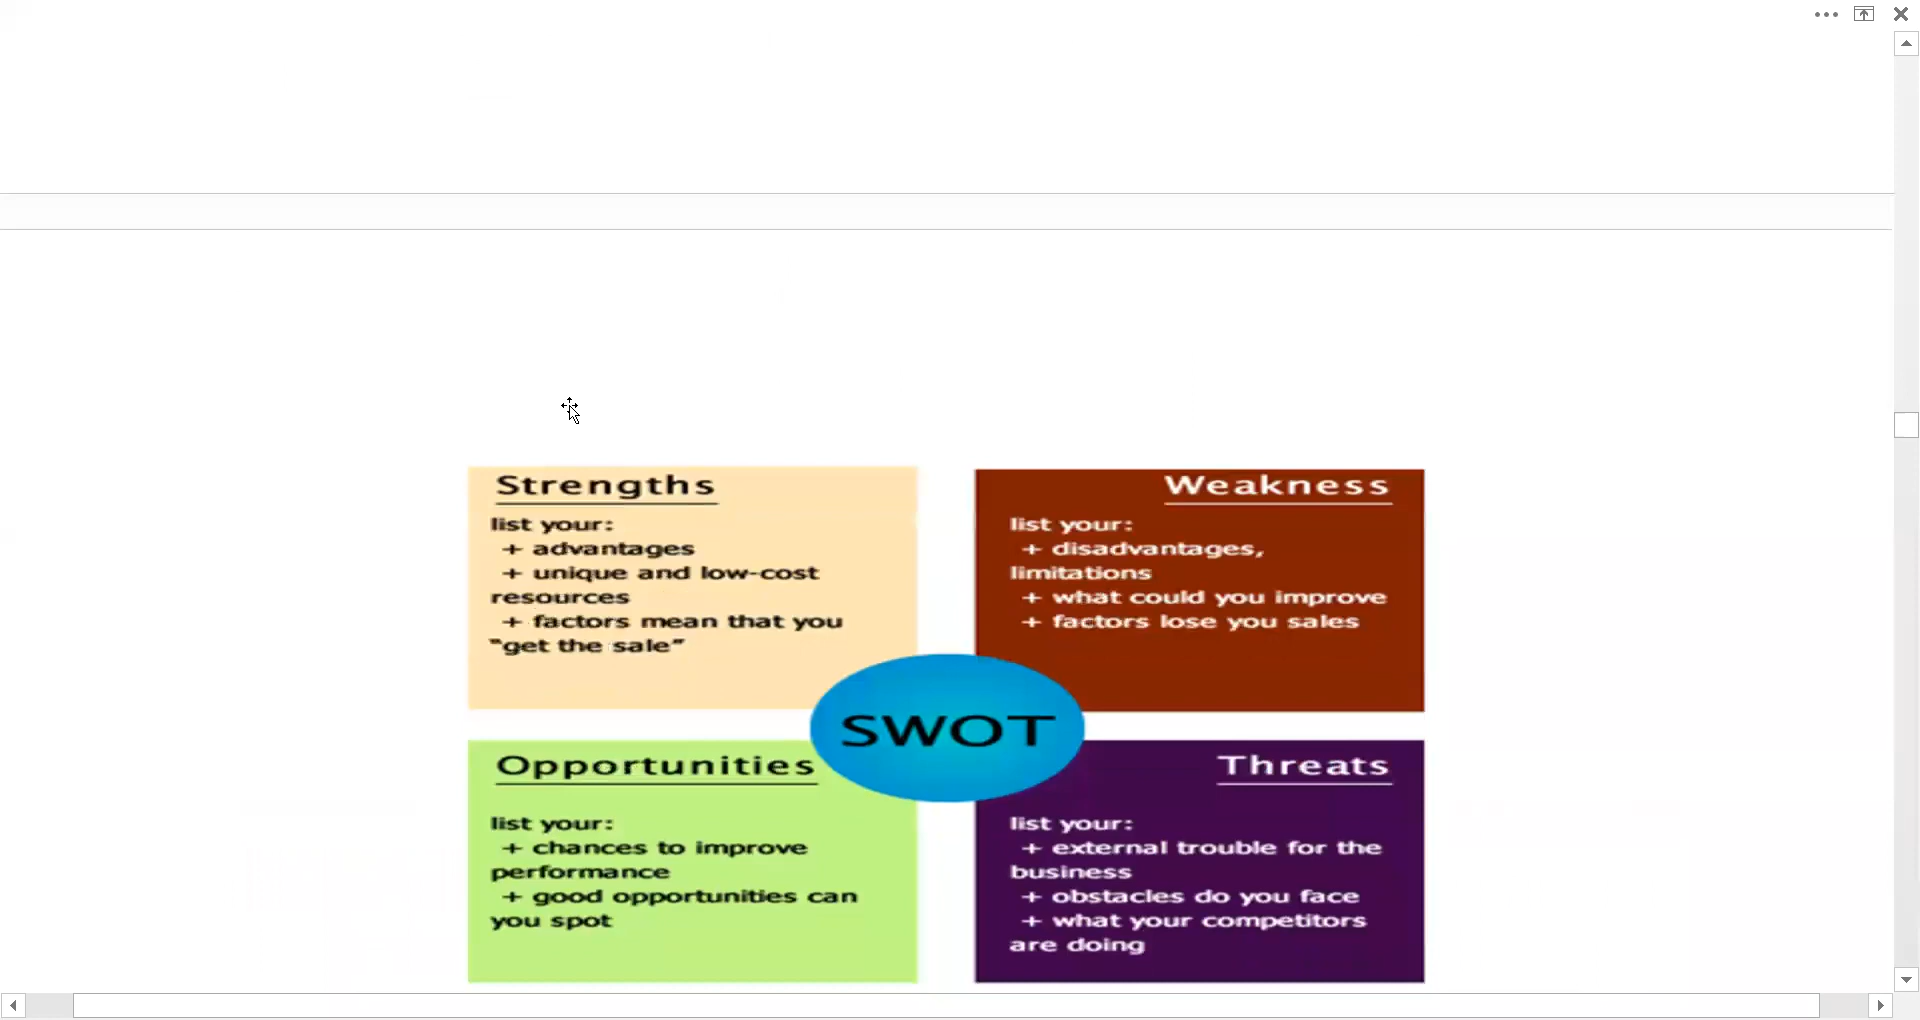 Strengths
list your:
+ advantages
+ unique and low-cost
resources
+ factors mean that you
"get the sale"
Weakness
list your:
+ disadvantages,
limitations
+ what could you improve
+ factors lose you sales
SWOT
Opportunities
list your:
+ chances to improve
performance
+ good opportunities can
you spot
Threats
list your:
+ external trouble for the
business
+ obstacles do you face
+ what your competitors
are doing